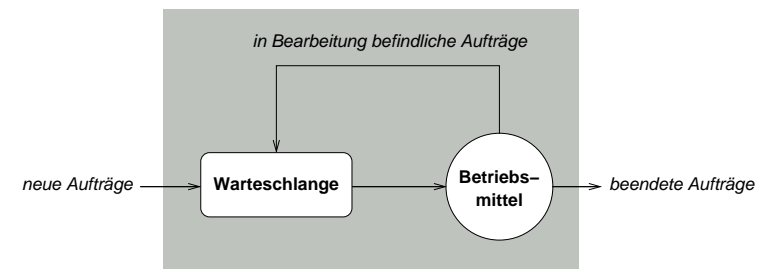 in Bearbeitung befindliche Aufträge
neue Aufträge
Warteschlange
Betriebs–
mittel
beendete Aufträge